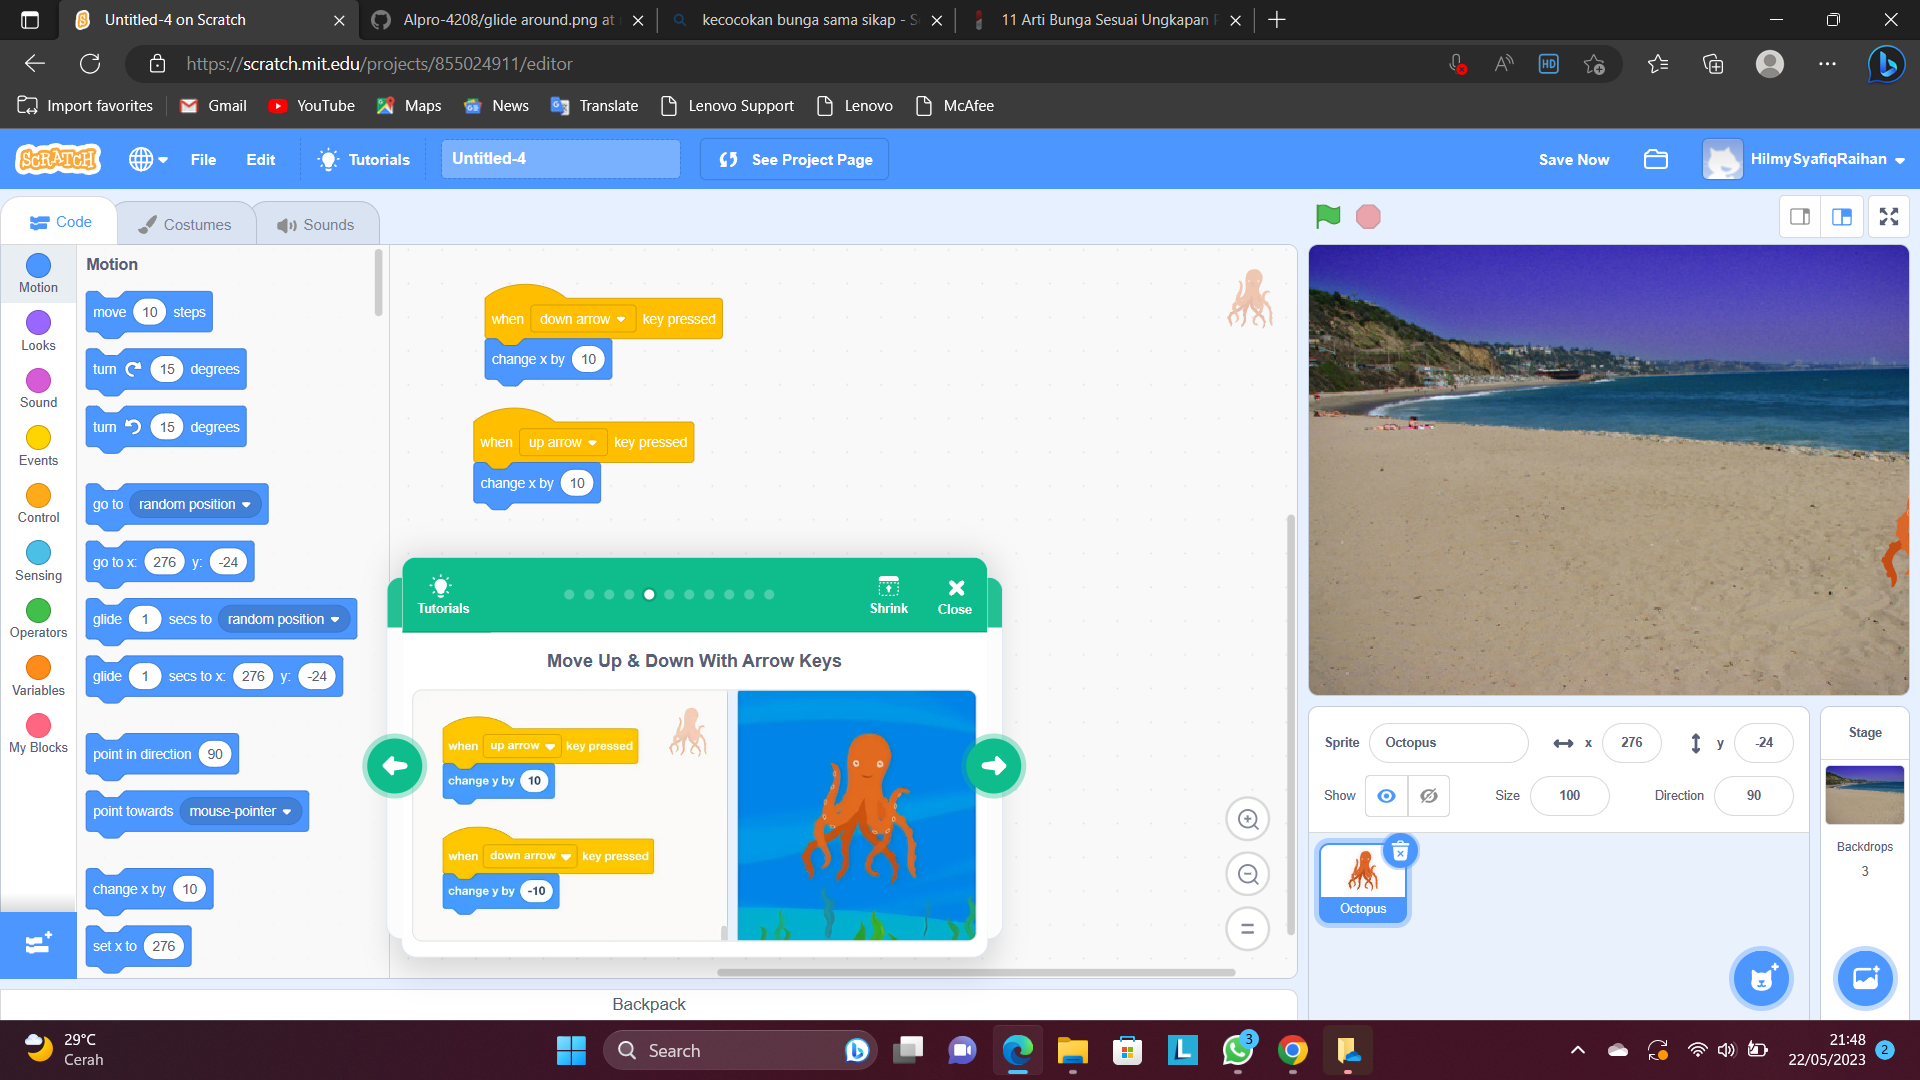 Untitled-4 on Scratch
Alpro-4208/glide around.png at
kecocokan bunga sama sikap - S
11 Arti Bunga Sesuai Ungkapan
https://scratch.mit.edu/projects/855024911/editor
HD
Import favorites
Gmail
YouTube
Maps
News
Translate
Lenovo Support
Lenovo
McAfee
SCRATCH
File
Edit
Tutorials
Untitled-4
See Project Page
Save Now
HilmySyafiqRaihan
Code
Costumes
Sounds
Motion
Looks
Sound
Events
Control
Sensing
Operators
Variables
My Blocks
Motion
move 10 steps
turn 15 degrees
turn 15 degrees
go to random position
go to x: 276 y: -24
glide 1 secs to random position
glide 1 secs to x: 276 y: -24
point in direction 90
point towards mouse-pointer
change x by 10
set x to 276
when down arrow key pressed
change x by 10
when up arrow key pressed
change x by 10
Tutorials
Shrink
Close
Move Up & Down With Arrow Keys
when up arrow key pressed
change y by 10
when down arrow key pressed
change y by -10
Backpack
Sprite Octopus x 276 y -24
Show Size 100 Direction 90
Octopus
Stage
Backdrops
3
29°C
Cerah
Search
L
3
21:48
22/05/2023
2